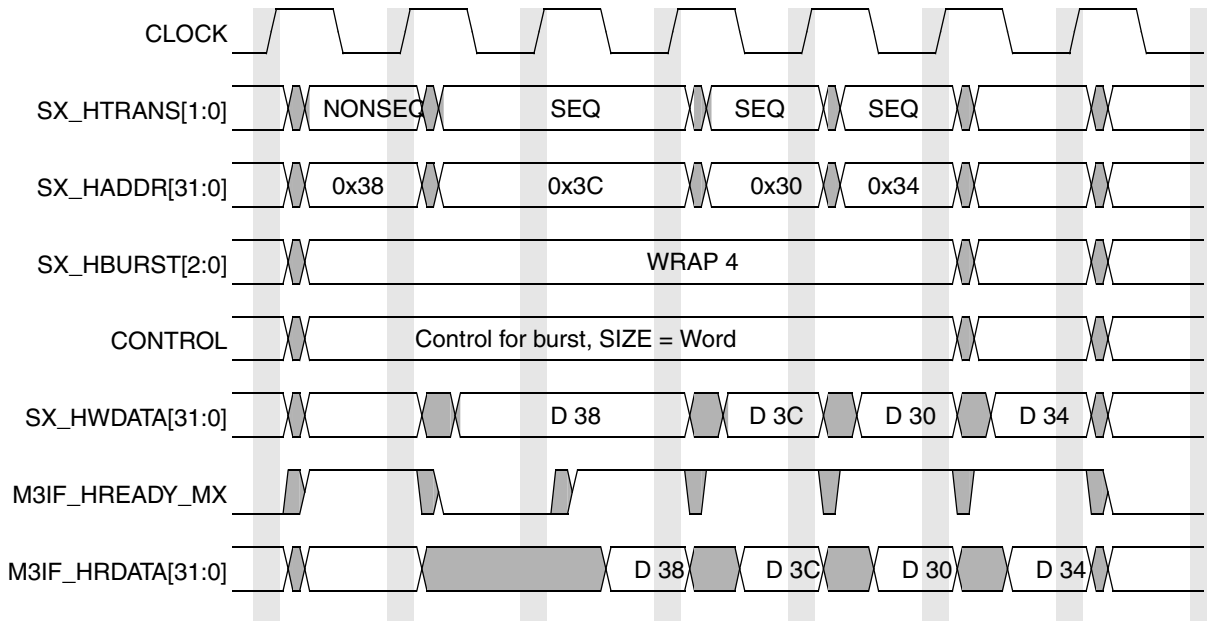 CLOCK
SX_HTRANS[1:0] NONSEQ SEQ SEQ SEQ
SX_HADDR[31:0] 0x38 0x3C 0x30 0x34
SX_HBURST[2:0] WRAP 4
CONTROL Control for burst, SIZE = Word
SX_HWDATA[31:0] D 38 D 3C D 30 D 34
M3IF_HREADY_MX
M3IF_HRDATA[31:0] D 38 D 3C D 30 D 34